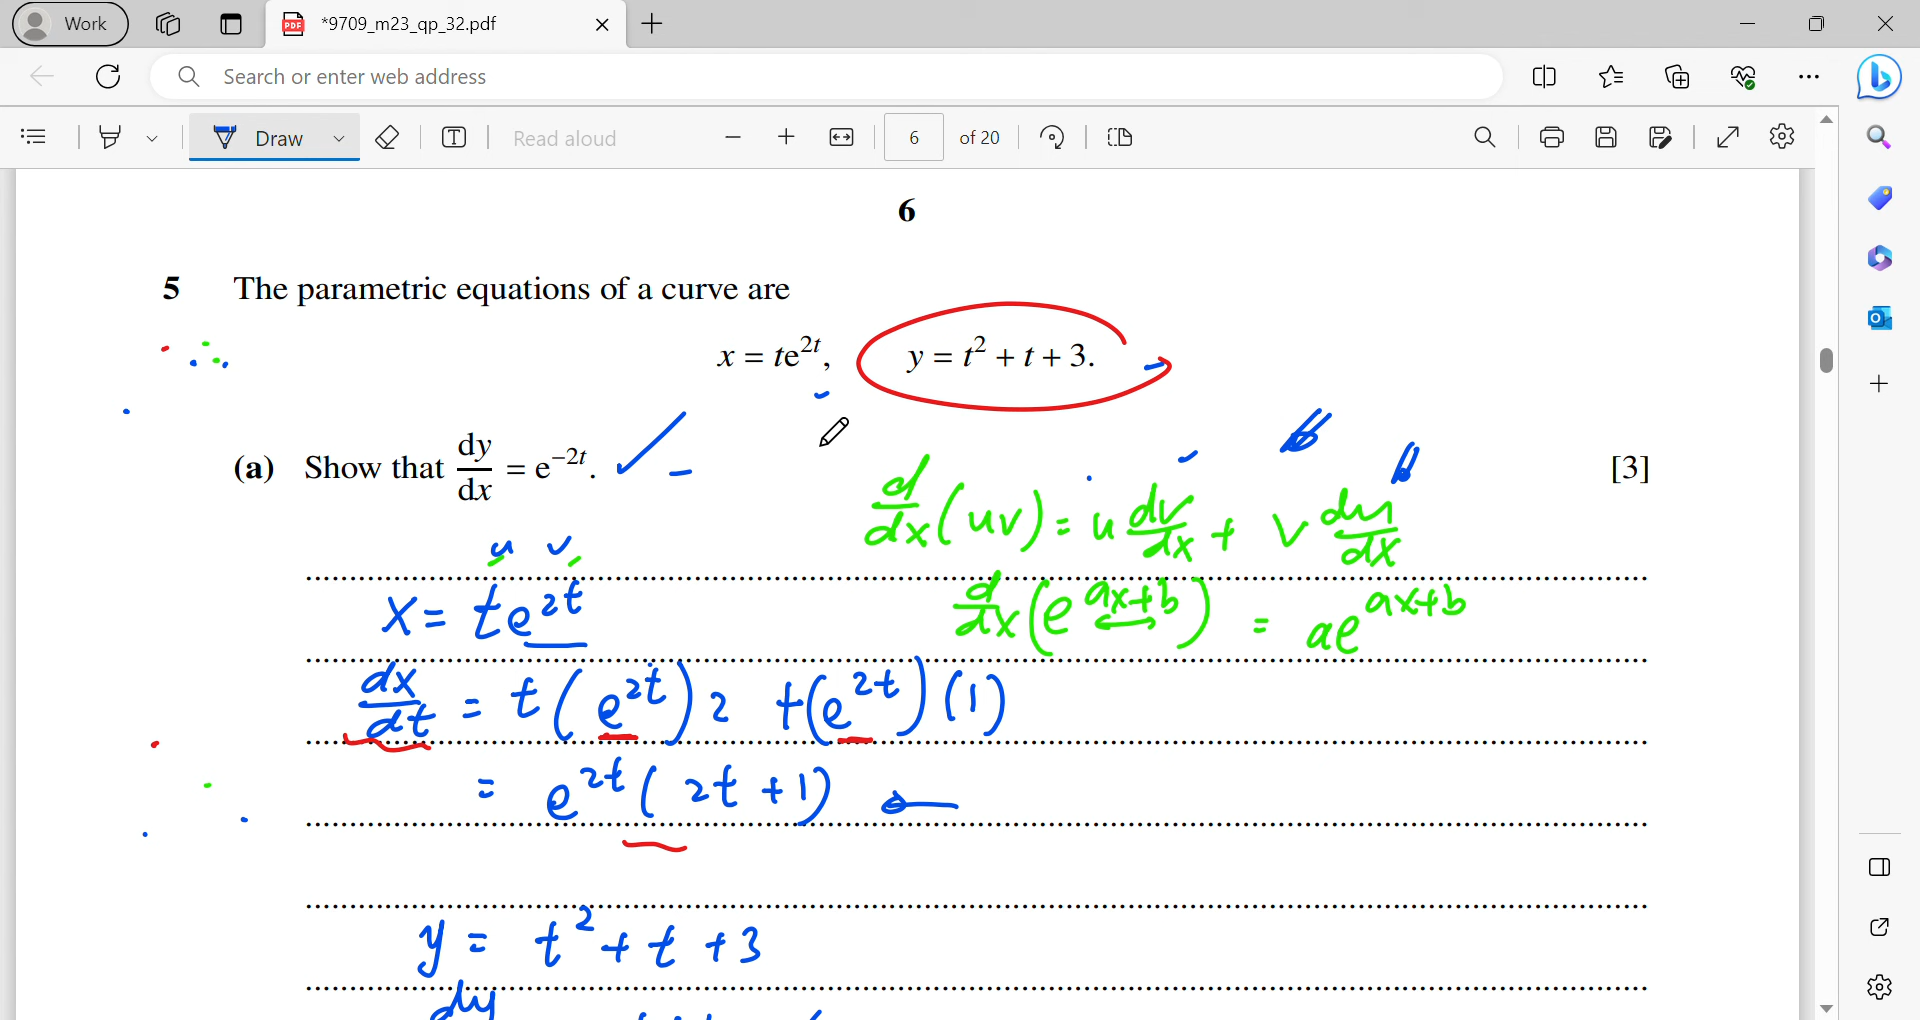 Work
*9709_m23_qp_32.pdf
Search or enter web address
Draw
Read aloud
6 of 20
6
5 The parametric equations of a curve are
x = te^{2t}, y = t² + t + 3.
(a) Show that dy/dx = e^{-2t}. [3]
d/dx(uv) = u dv/dx + v du/dx
u v
x = te^{2t}
d/dx(e^{ax+b}) = ae^{ax+b}
dx/dt = t(e^{2t})2 + (e^{2t})(1)
= e^{2t}(2t+1)
y = t² + t + 3
dy